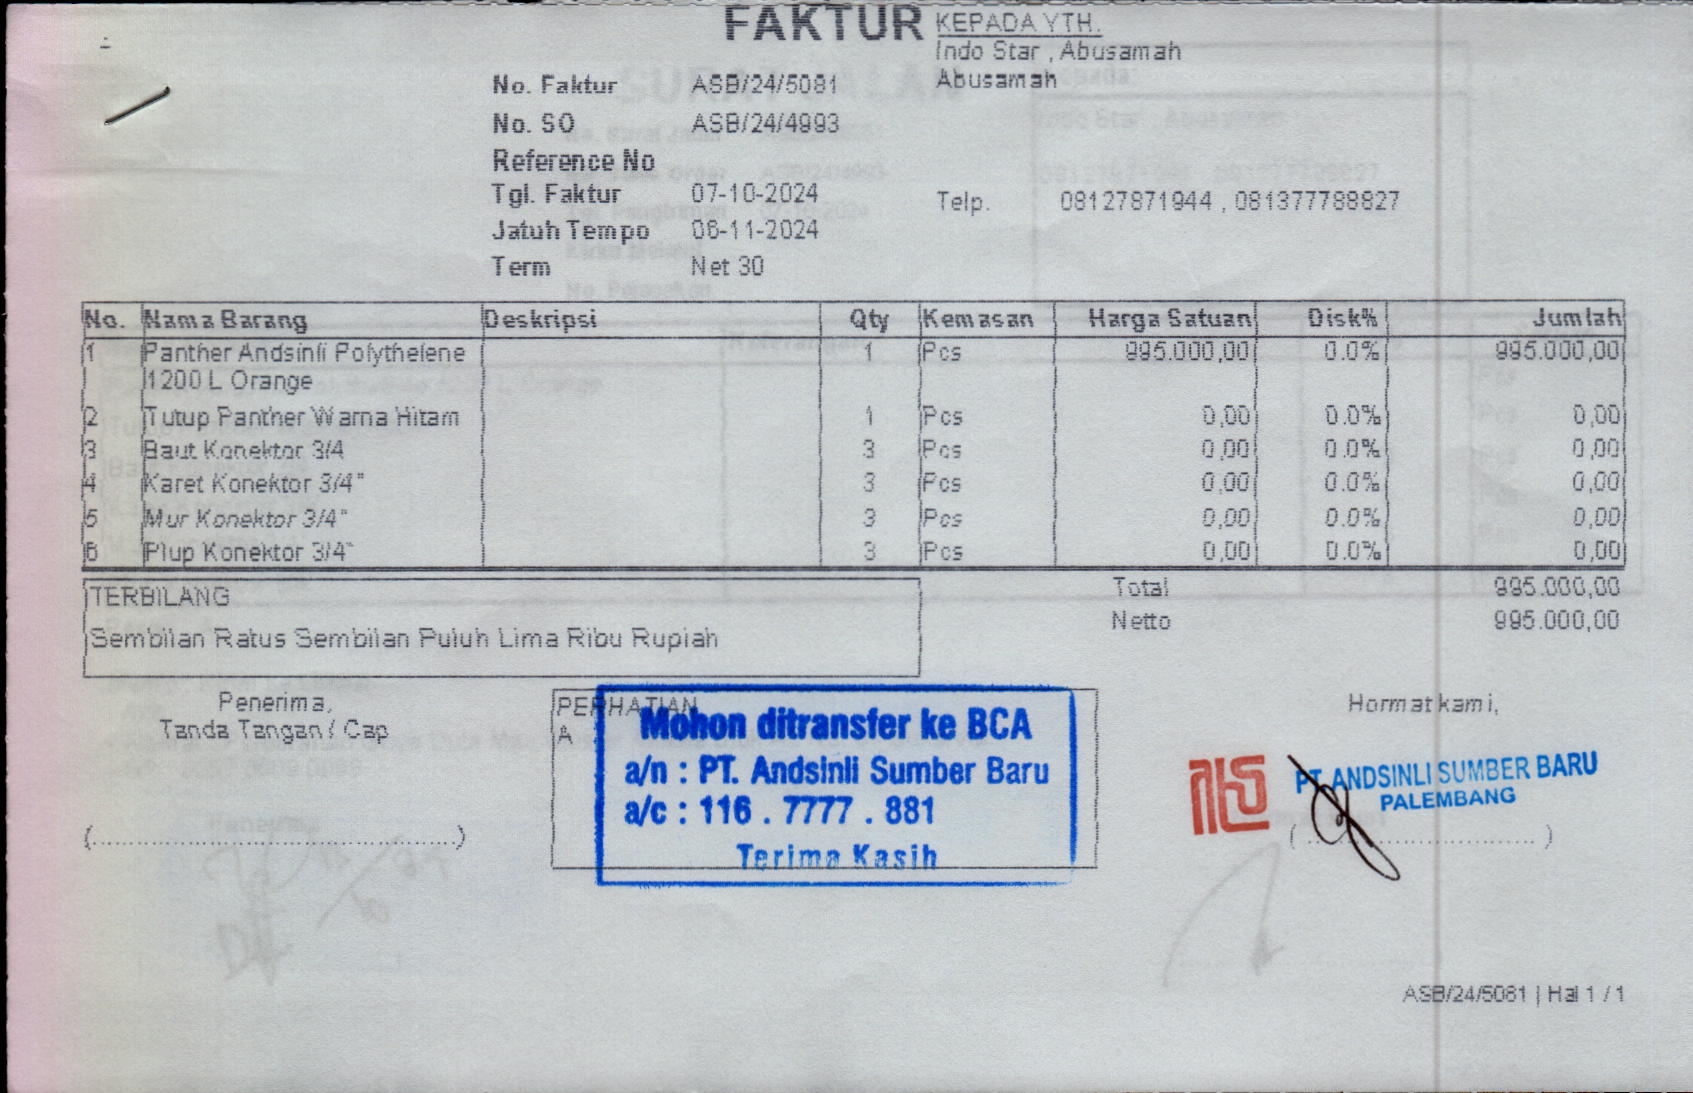 FAKTUR
KEPADA YTH.
Indo Star , Abusamah
Abusamah
No. Faktur ASB/24/5081
No. SO ASB/24/4993
Reference No
Tgl. Faktur 07-10-2024
Telp. 08127871944 , 081377788827
Jatuh Tempo 06-11-2024
Term Net 30
No. Nama Barang Deskripsi Qty Kemasan Harga Satuan Disk% Jumlah
1 Panther Andsinli Polythelene 1 Pcs 995.000,00 0.0% 995.000,00
1200 L Orange
2 Tutup Panther Warna Hitam 1 Pcs 0,00 0.0% 0,00
3 Baut Konektor 3/4 3 Pcs 0,00 0.0% 0,00
4 Karet Konektor 3/4" 3 Pcs 0,00 0.0% 0,00
5 Mur Konektor 3/4" 3 Pcs 0,00 0.0% 0,00
6 Plup Konektor 3/4" 3 Pcs 0,00 0.0% 0,00
TERBILANG
Sembilan Ratus Sembilan Puluh Lima Ribu Rupiah
Total 995.000,00
Netto 995.000,00
Penerima,
Tanda Tangan / Cap
(..................................................)
PERHATIAN
A
Mohon ditransfer ke BCA
a/n : PT. Andsinli Sumber Baru
a/c : 116 . 7777 . 881
Terima Kasih
Hormat kami,
PT. ANDSINLI SUMBER BARU
PALEMBANG
( ................................ )
ASB/24/5081 | Hal 1 / 1